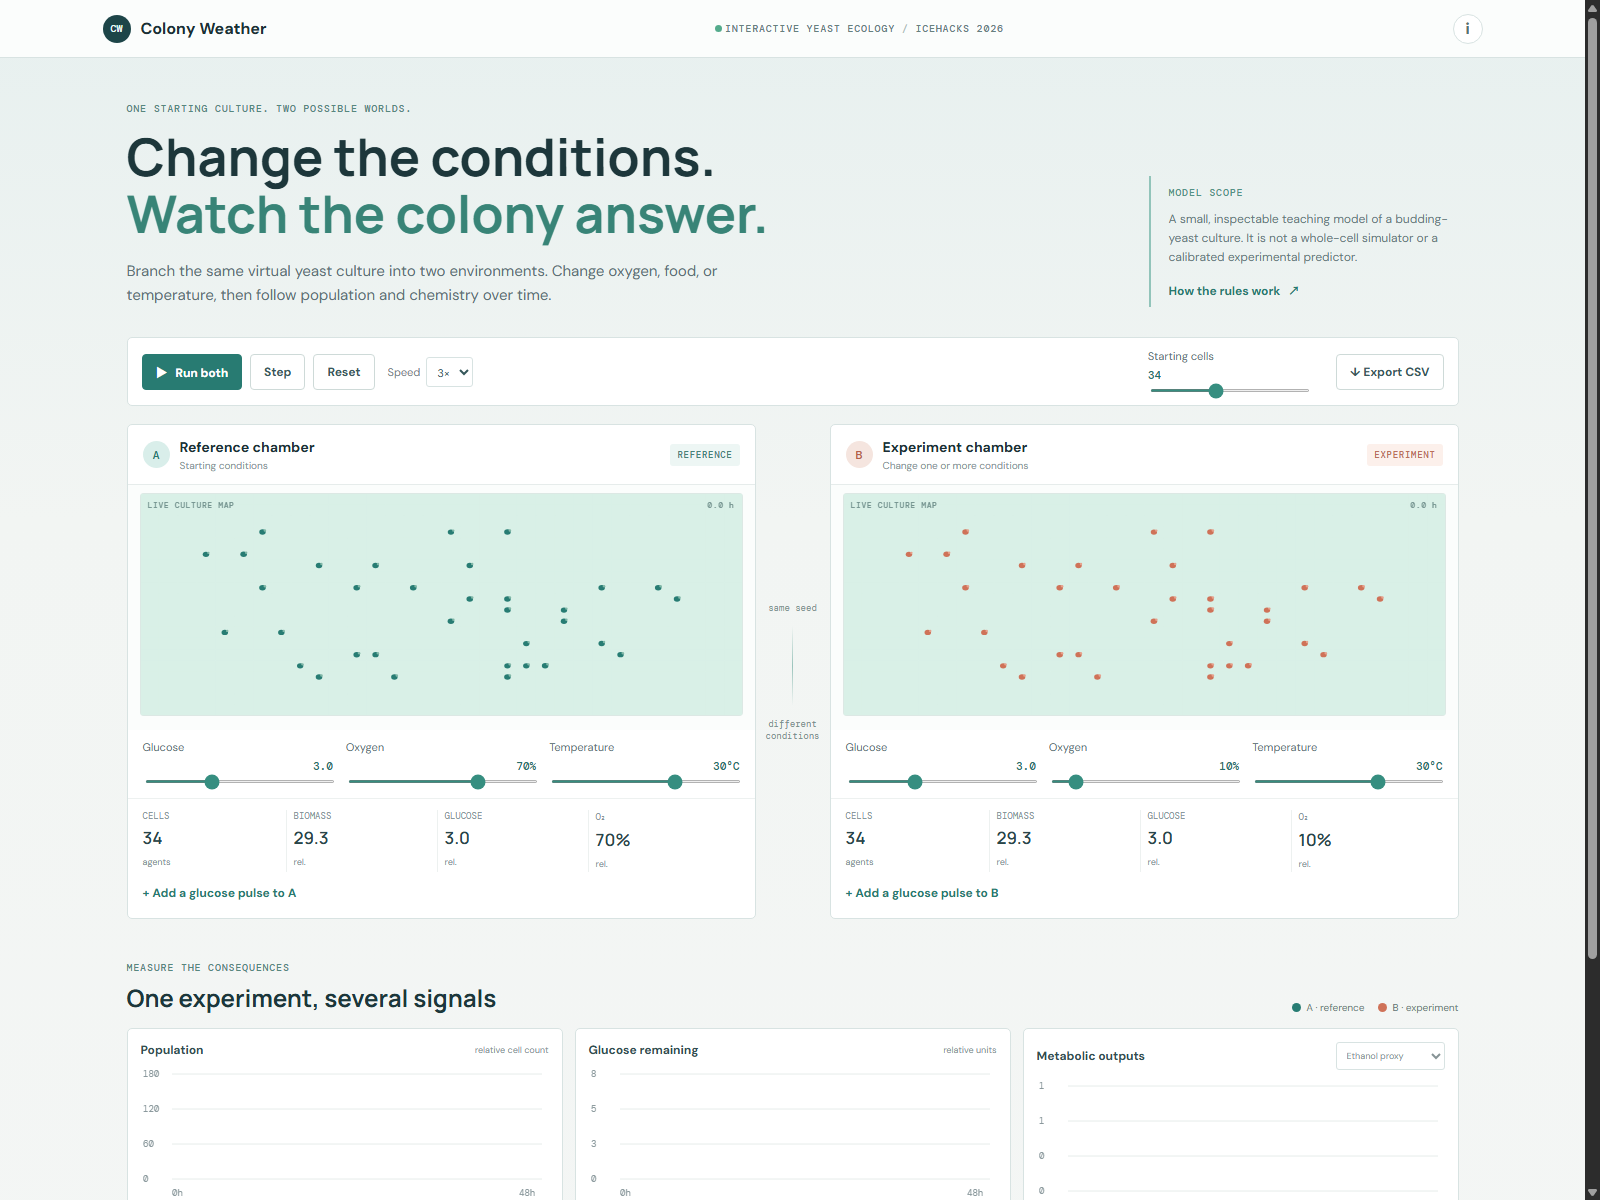 CW Colony Weather
INTERACTIVE YEAST ECOLOGY / ICEHACKS 2026
i
ONE STARTING CULTURE. TWO POSSIBLE WORLDS.
Change the conditions.
Watch the colony answer.
Branch the same virtual yeast culture into two environments. Change oxygen, food, or
temperature, then follow population and chemistry over time.
MODEL SCOPE
A small, inspectable teaching model of a budding-
yeast culture. It is not a whole-cell simulator or a
calibrated experimental predictor.
How the rules work ↗
▶ Run both
Step
Reset
Speed
3×
Starting cells
34
↓ Export CSV
A
Reference chamber
Starting conditions
REFERENCE
LIVE CULTURE MAP
0.0 h
Glucose
3.0
Oxygen
70%
Temperature
30°C
CELLS
34
agents
BIOMASS
29.3
rel.
GLUCOSE
3.0
rel.
O₂
70%
rel.
+ Add a glucose pulse to A
same seed
different
conditions
B
Experiment chamber
Change one or more conditions
EXPERIMENT
LIVE CULTURE MAP
0.0 h
Glucose
3.0
Oxygen
10%
Temperature
30°C
CELLS
34
agents
BIOMASS
29.3
rel.
GLUCOSE
3.0
rel.
O₂
10%
rel.
+ Add a glucose pulse to B
MEASURE THE CONSEQUENCES
One experiment, several signals
A · reference
B · experiment
Population
relative cell count
180
120
60
0
0h
48h
Glucose remaining
relative units
8
5
3
0
0h
48h
Metabolic outputs
Ethanol proxy
1
1
0
0